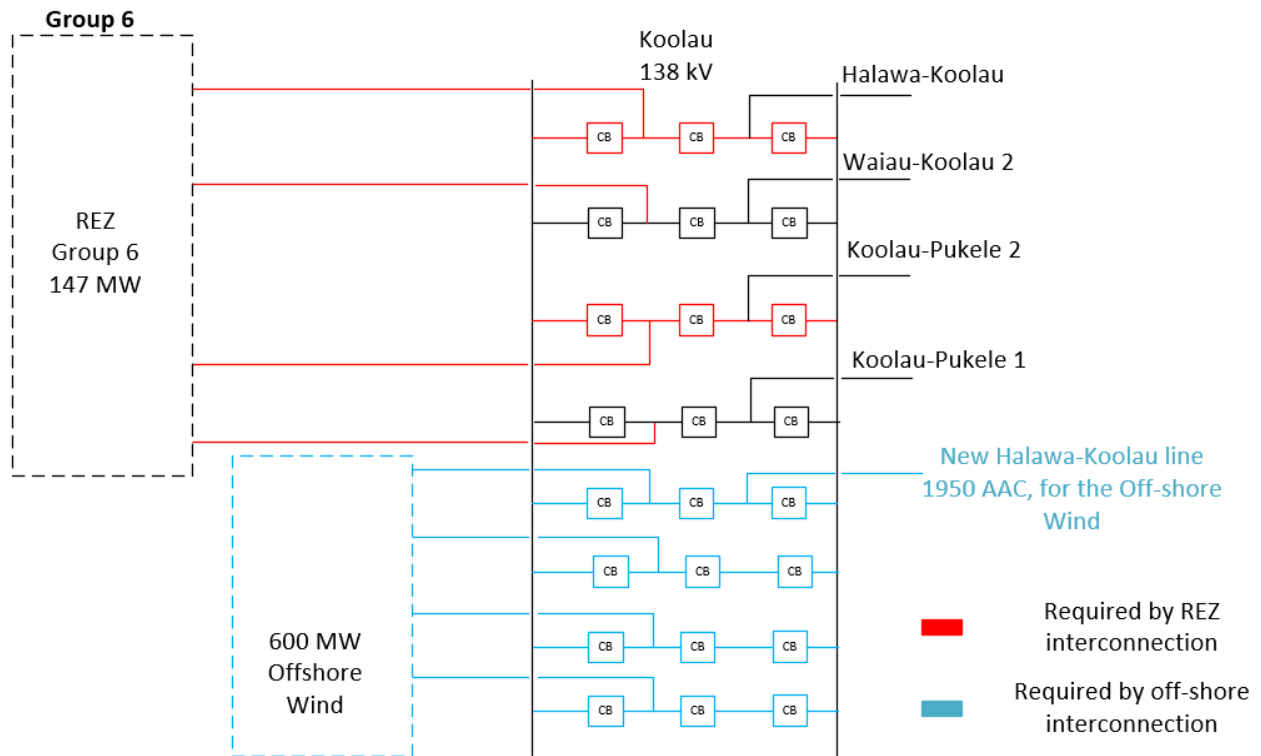 Group 6
Koolau
138 kV
Halawa-Koolau
CB CB CB
Waiau-Koolau 2
REZ
Group 6
147 MW
CB CB CB
Koolau-Pukele 2
CB CB CB
Koolau-Pukele 1
CB CB CB
New Halawa-Koolau line
1950 AAC, for the Off-shore
Wind
CB CB CB
CB CB CB
600 MW
Offshore
Wind
CB CB CB
CB CB CB
Required by REZ
interconnection
Required by off-shore
interconnection